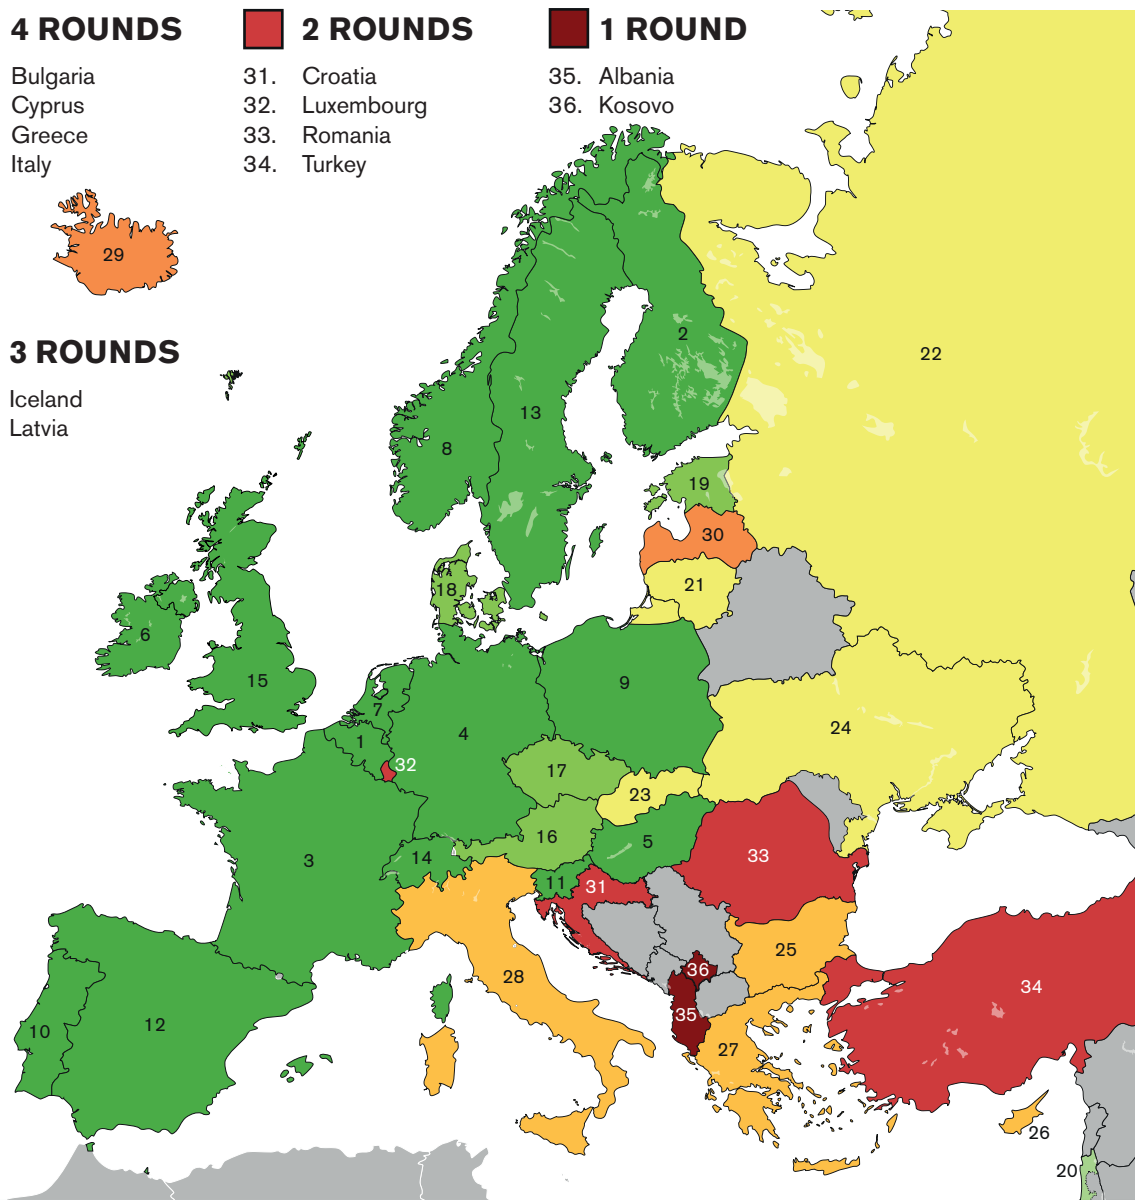 4 ROUNDS
Bulgaria
Cyprus
Greece
Italy
2 ROUNDS
31. Croatia
32. Luxembourg
33. Romania
34. Turkey
1 ROUND
35. Albania
36. Kosovo
29
3 ROUNDS
Iceland
Latvia
2
22
13
8
19
30
21
18
6
15
9
7
1
4
24
32
17
23
16
5
3
14
33
11
31
25
28
36
34
35
10
12
27
26
20